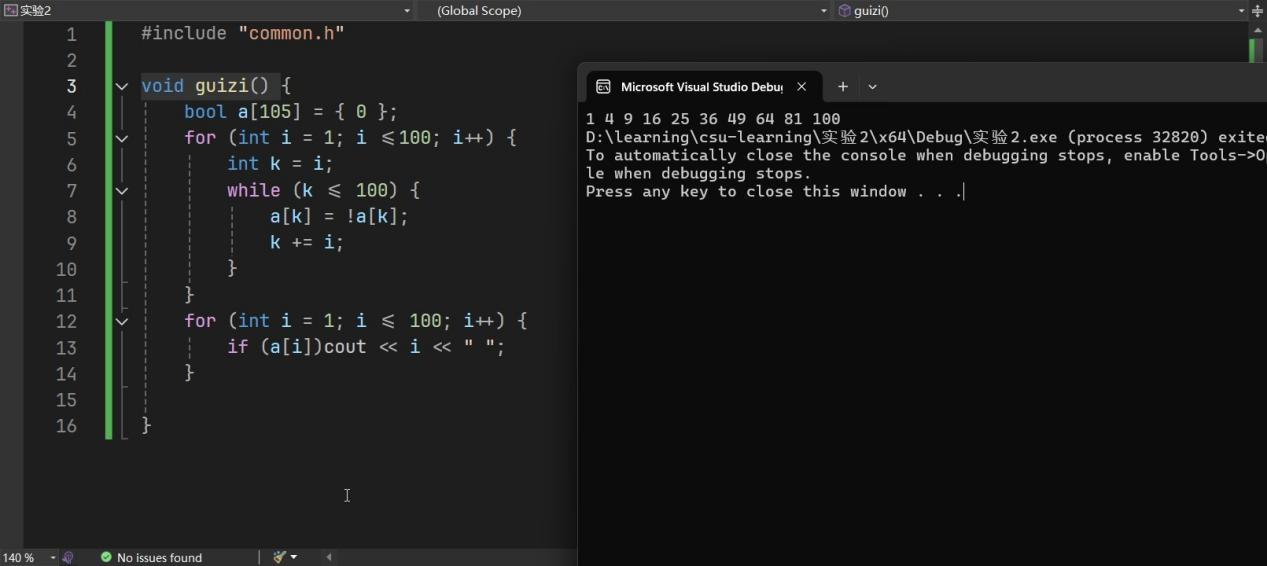 实验2
(Global Scope)
guizi()
1 #include "common.h"
2
3 void guizi() {
4 bool a[105] = { 0 };
5 for (int i = 1; i <=100; i++) {
6 int k = i;
7 while (k <= 100) {
8 a[k] = !a[k];
9 k += i;
10 }
11 }
12 for (int i = 1; i <= 100; i++) {
13 if (a[i])cout << i << " ";
14 }
15
16 }
Microsoft Visual Studio Debu
1 4 9 16 25 36 49 64 81 100
D:\learning\csu-learning\实验2\x64\Debug\实验2.exe (process 32820) exite
To automatically close the console when debugging stops, enable Tools->Op
le when debugging stops.
Press any key to close this window . . .
140 %
No issues found